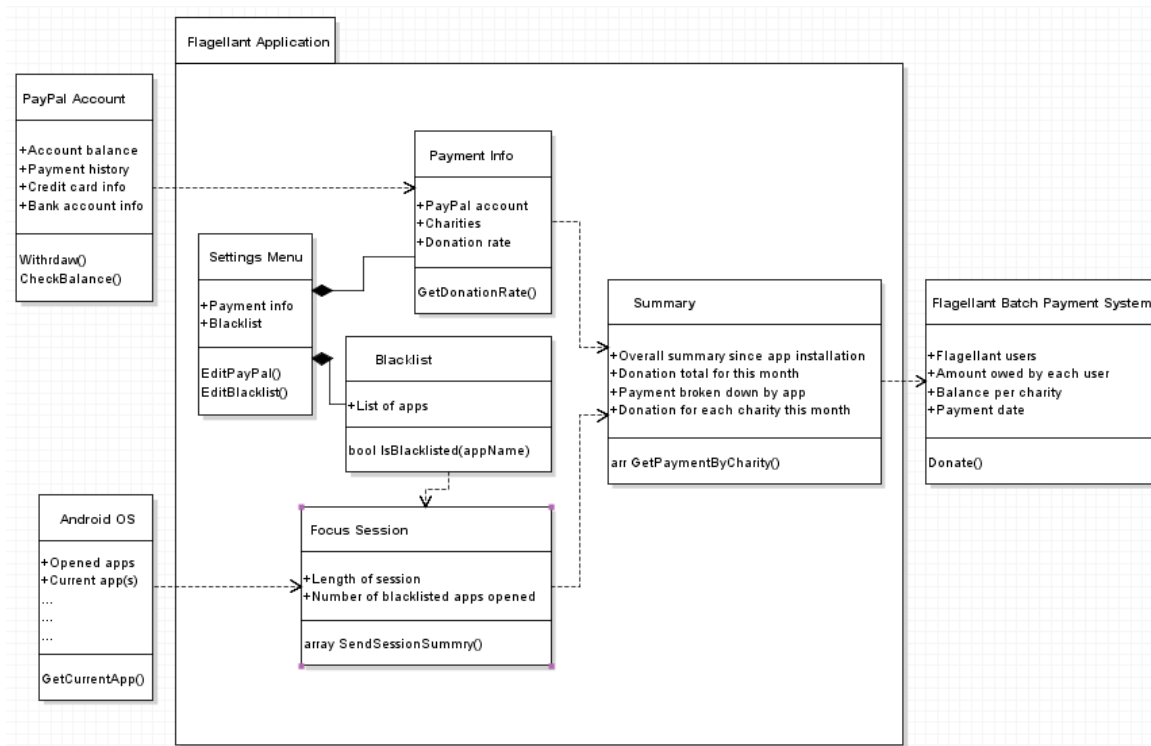 Flagellant Application
PayPal Account
+Account balance
+Payment history
+Credit card info
+Bank account info
Withrdaw()
CheckBalance()
Payment Info
+PayPal account
+Charities
+Donation rate
GetDonationRate()
Settings Menu
+Payment info
+Blacklist
EditPayPal()
EditBlacklist()
Blacklist
+List of apps
bool IsBlacklisted(appName)
Summary
+Overall summary since app installation
+Donation total for this month
+Payment broken down by app
+Donation for each charity this month
arr GetPaymentByCharity()
Flagellant Batch Payment System
+Flagellant users
+Amount owed by each user
+Balance per charity
+Payment date
Donate()
Android OS
+Opened apps
+Current app(s)
...
...
...
GetCurrentApp()
Focus Session
+Length of session
+Number of blacklisted apps opened
array SendSessionSummry()